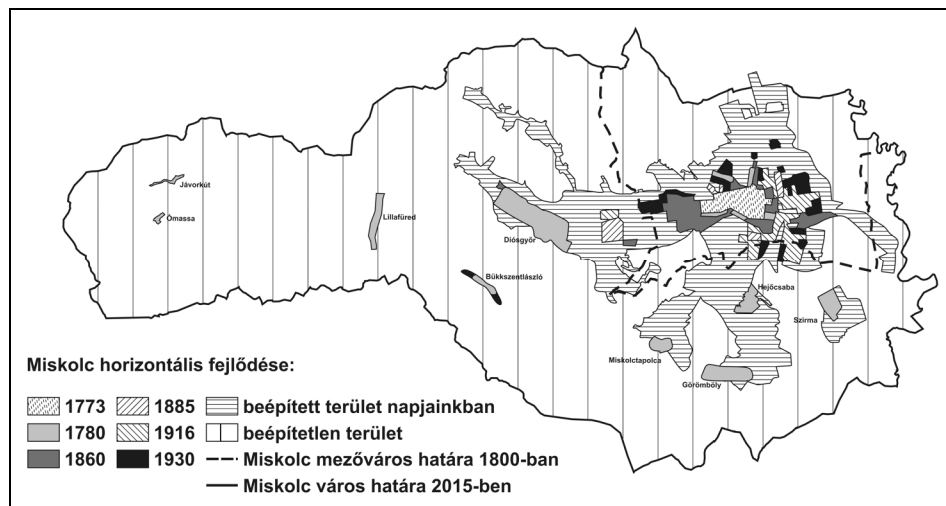 Jávorkút
Ómassa
Lillafüred
Diósgyőr
Bükkszentlászló
Hejőcsaba
Szirma
Miskolctapolca
Görömböly
Miskolc horizontális fejlődése:
1773
1885
beépített terület napjainkban
1780
1916
beépítetlen terület
1860
1930
Miskolc mezőváros határa 1800-ban
Miskolc város határa 2015-ben